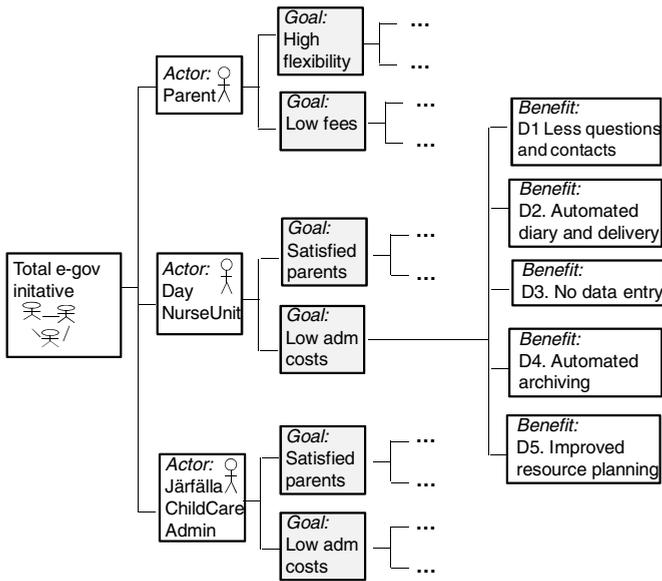 Total e-gov
initative
Actor:
Parent
Goal:
High
flexibility
...
...
Goal:
Low fees
...
...
Actor:
Day
NurseUnit
Goal:
Satisfied
parents
...
...
Goal:
Low adm
costs
Benefit:
D1 Less questions
and contacts
Benefit:
D2. Automated
diary and delivery
Benefit:
D3. No data entry
Benefit:
D4. Automated
archiving
Benefit:
D5. Improved
resource planning
Actor:
Järfälla
ChildCare
Admin
Goal:
Satisfied
parents
...
...
Goal:
Low adm
costs
...
...